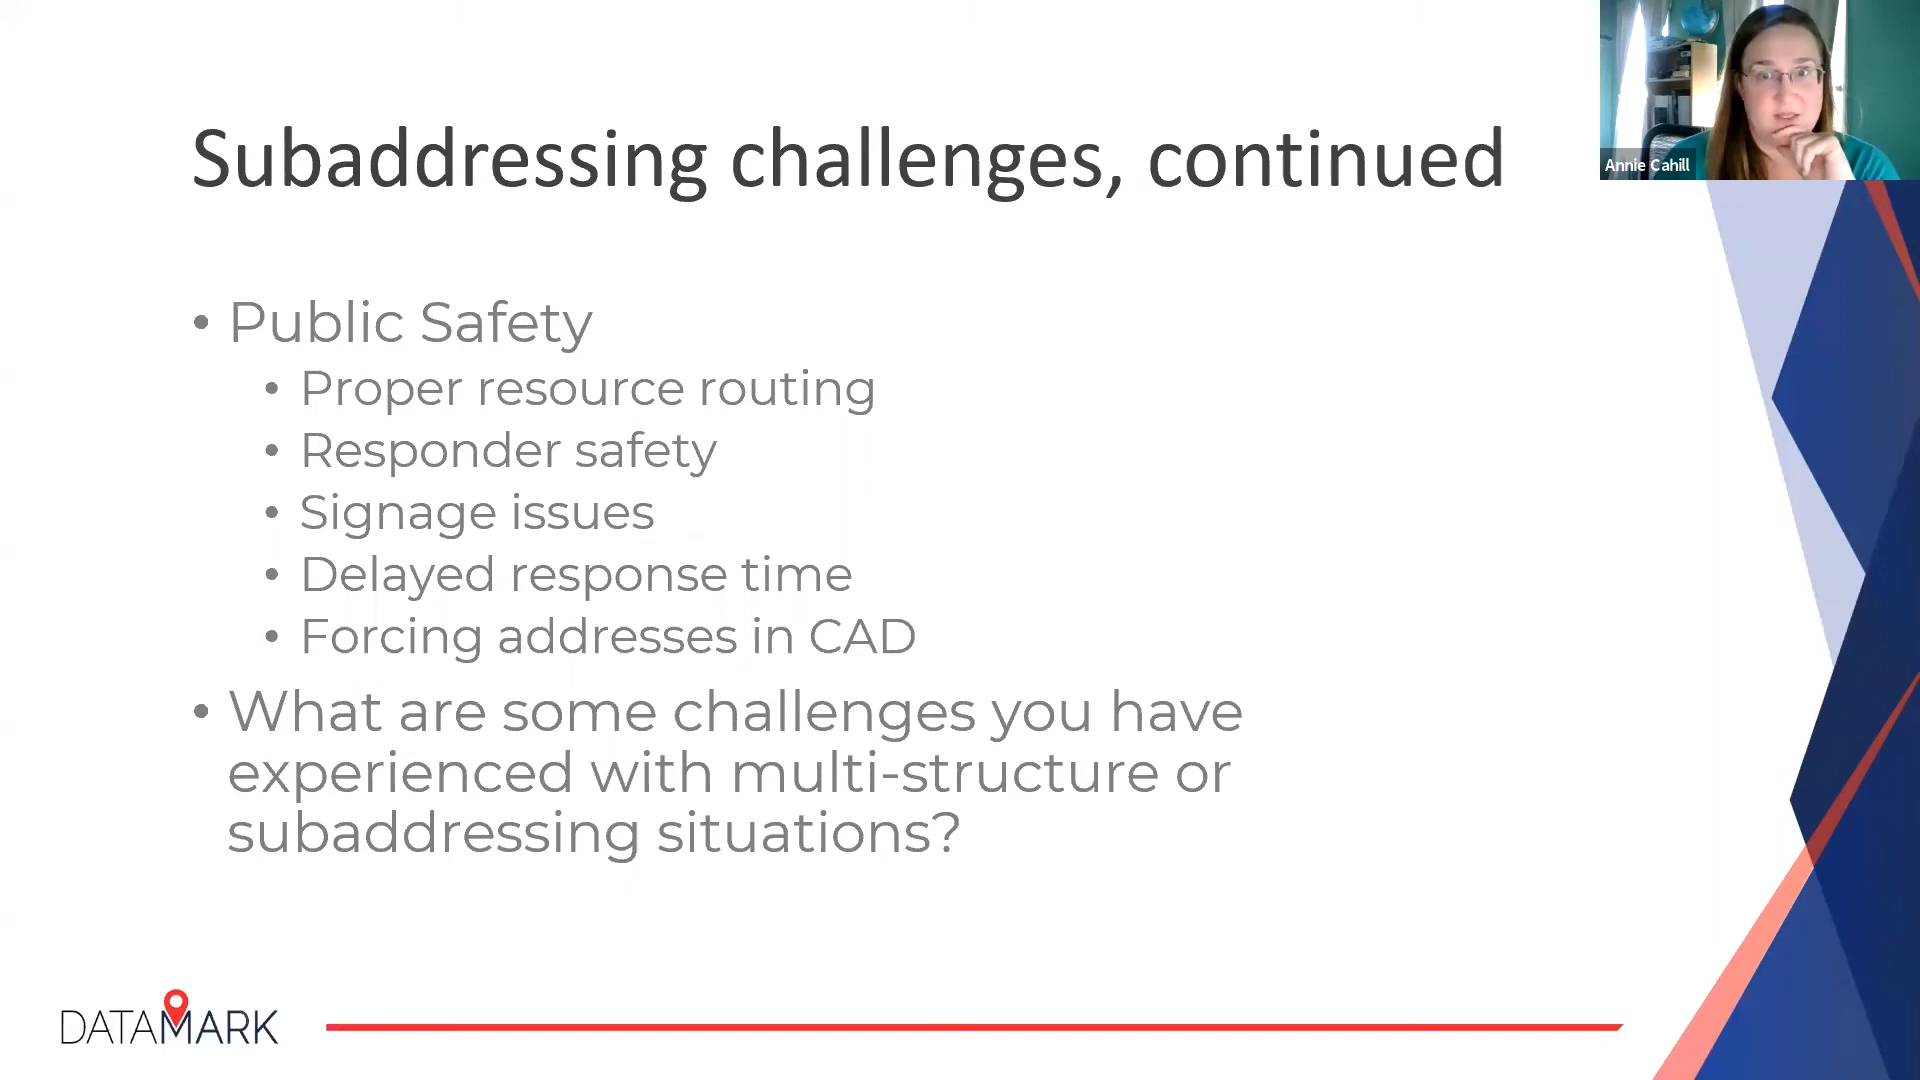 Subaddressing challenges, continued
Annie Cahill
• Public Safety
• Proper resource routing
• Responder safety
• Signage issues
• Delayed response time
• Forcing addresses in CAD
• What are some challenges you have
experienced with multi-structure or
subaddressing situations?
DATAMARK